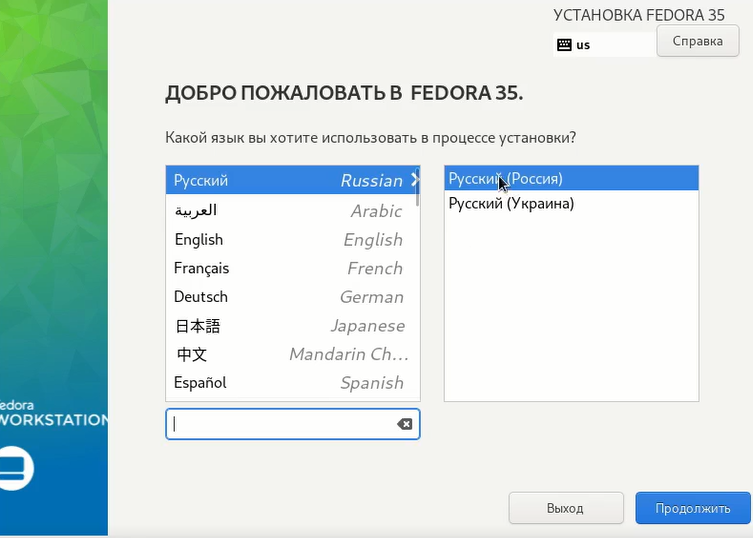 УСТАНОВКА FEDORA 35
us
Справка
ДОБРО ПОЖАЛОВАТЬ В FEDORA 35.
Какой язык вы хотите использовать в процессе установки?
Русский Russian
العربية Arabic
English English
Français French
Deutsch German
日本語 Japanese
中文 Mandarin Ch...
Español Spanish
Русский (Россия)
Русский (Украина)
edora
WORKSTATION
Выход
Продолжить